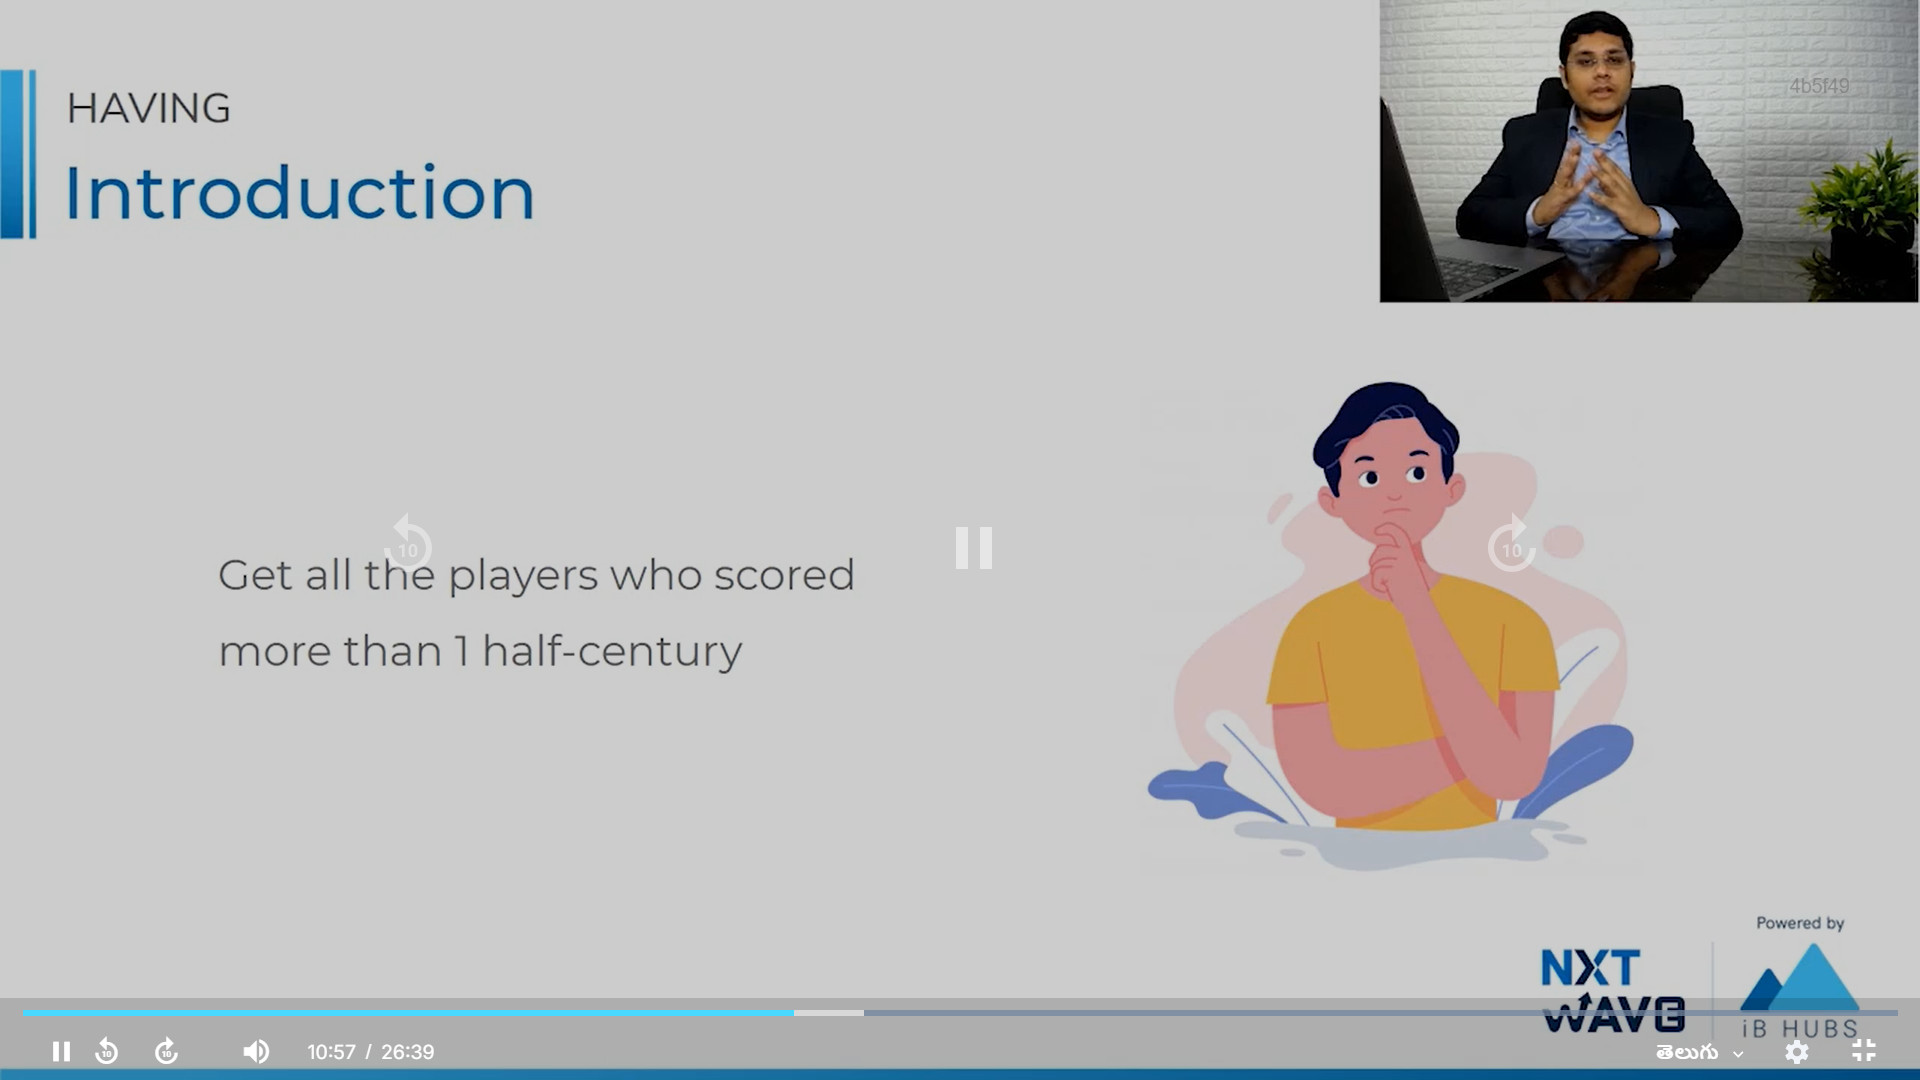 HAVING
Introduction
4b5f49
10
10
Get all the players who scored
more than 1 half-century
Powered by
NXT
WAVE
iB HUBS
10
10
10:57 / 26:39
తెలుగు